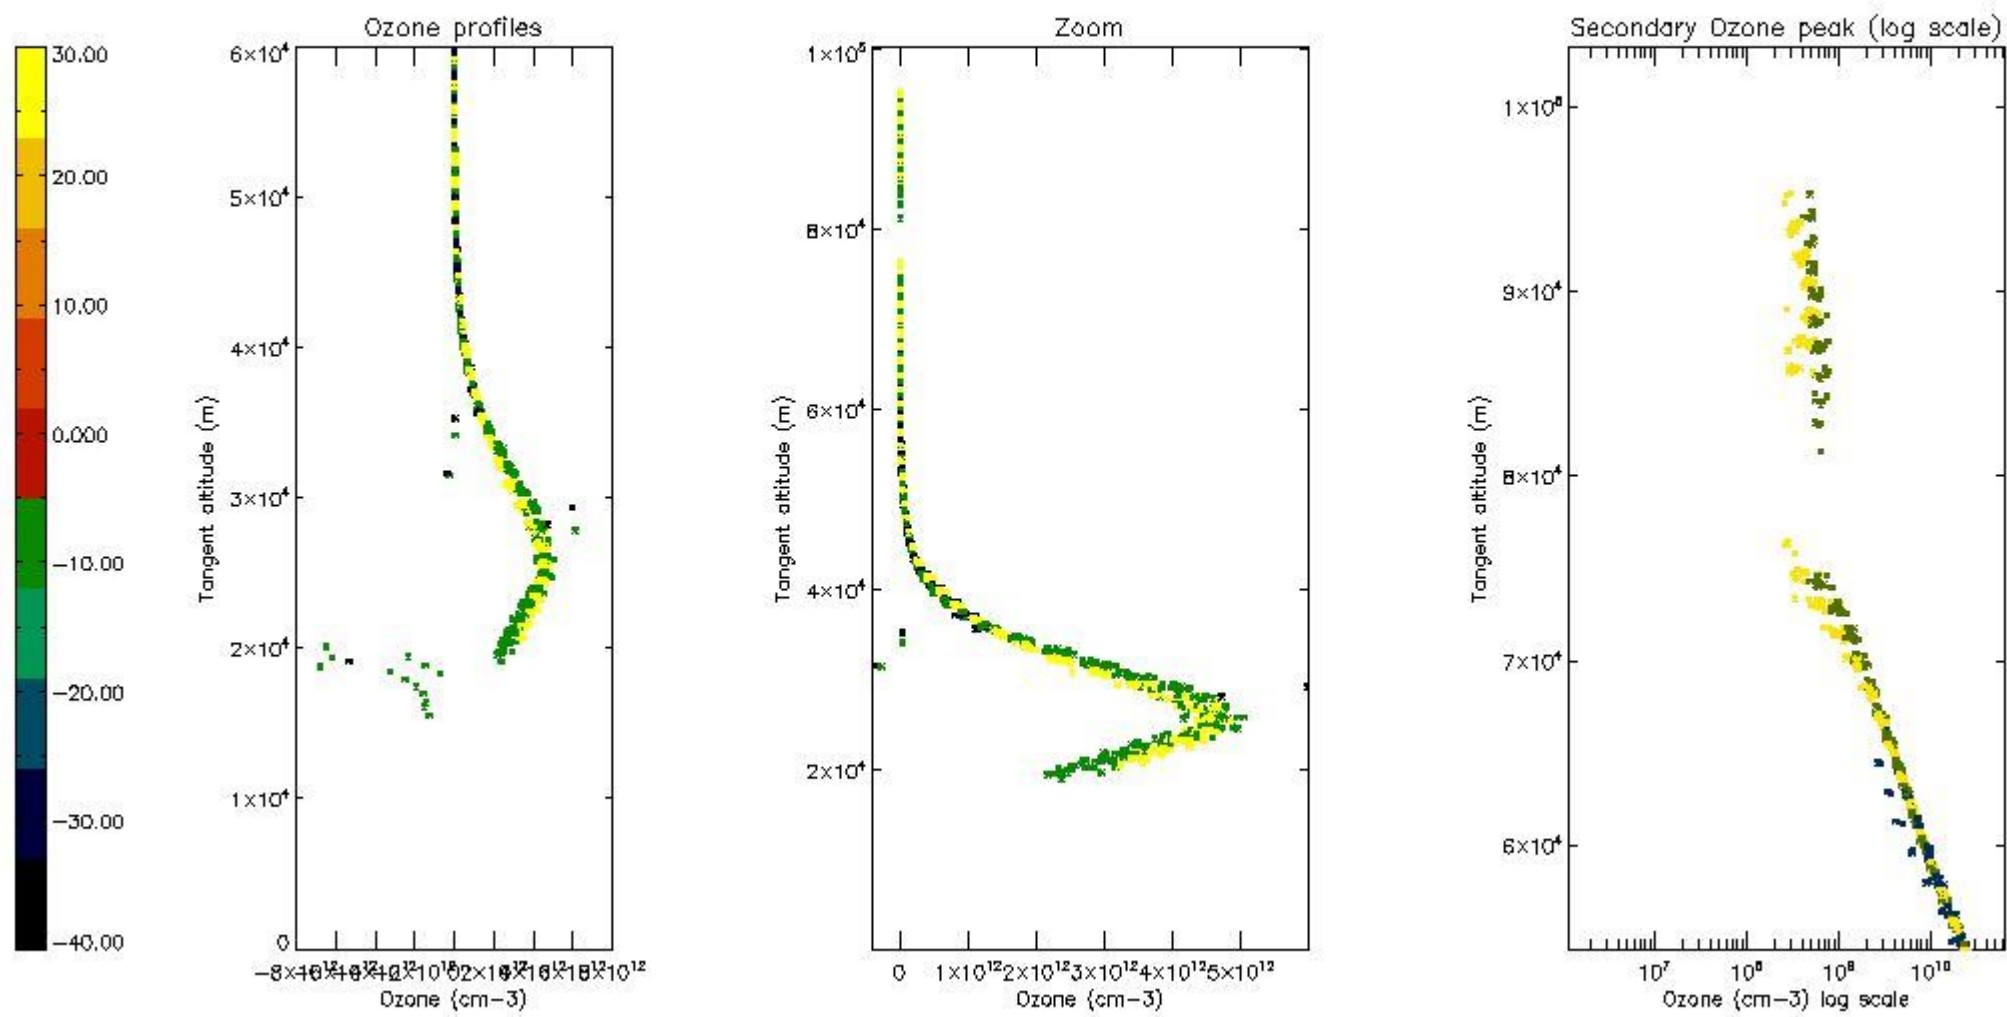 Ozone profiles
Zoom
Secondary Ozone peak (log scale)
30.00
20.00
10.00
0.000
−10.00
−20.00
−30.00
−40.00
6×10⁴
5×10⁴
4×10⁴
3×10⁴
2×10⁴
1×10⁴
0
Tangent altitude (m)
Ozone (cm−3)
1×10⁵
8×10⁴
6×10⁴
4×10⁴
2×10⁴
Tangent altitude (m)
0 1×10¹² 2×10¹² 3×10¹² 4×10¹² 5×10¹²
Ozone (cm−3)
9×10⁴
8×10⁴
7×10⁴
6×10⁴
Tangent altitude (m)
10⁷ 10⁸ 10⁹ 10¹⁰
Ozone (cm−3) log scale